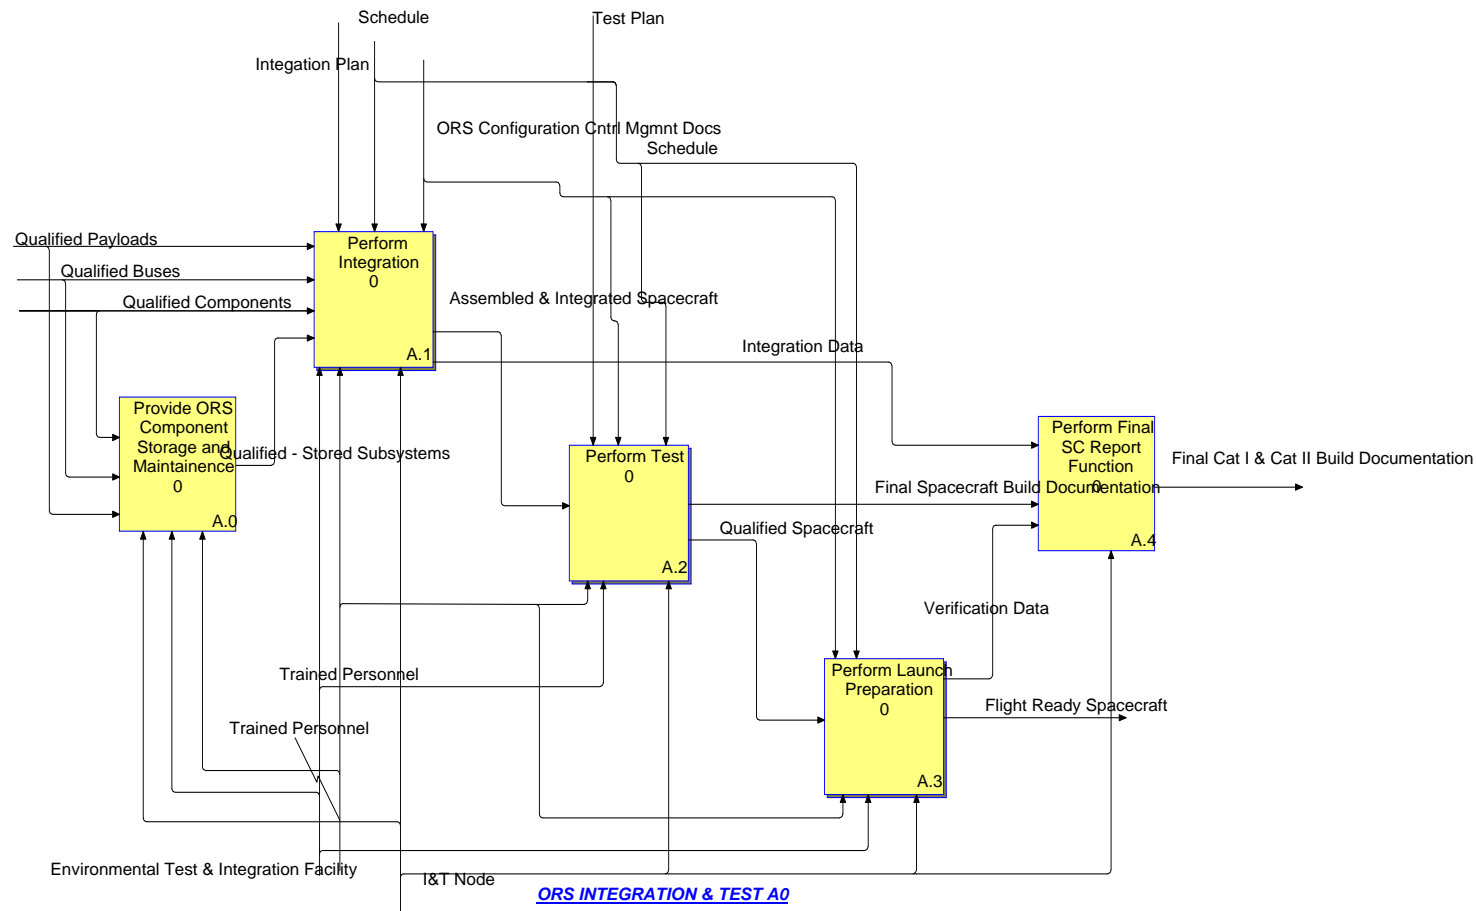 Schedule
Test Plan
Integation Plan
ORS Configuration Cntrl Mgmnt Docs
Schedule
Qualified Payloads
Qualified Buses
Qualified Components
Perform
Integration
0
A.1
Assembled & Integrated Spacecraft
Integration Data
Provide ORS
Component
Storage and
Maintainence
0
A.0
Qualified - Stored Subsystems
Perform Test
0
A.2
Perform Final
SC Report
Function
0
A.4
Final Cat I & Cat II Build Documentation
Final Spacecraft Build Documentation
Qualified Spacecraft
Verification Data
Trained Personnel
Perform Launch
Preparation
0
A.3
Flight Ready Spacecraft
Trained Personnel
Environmental Test & Integration Facility
I&T Node
ORS INTEGRATION & TEST A0